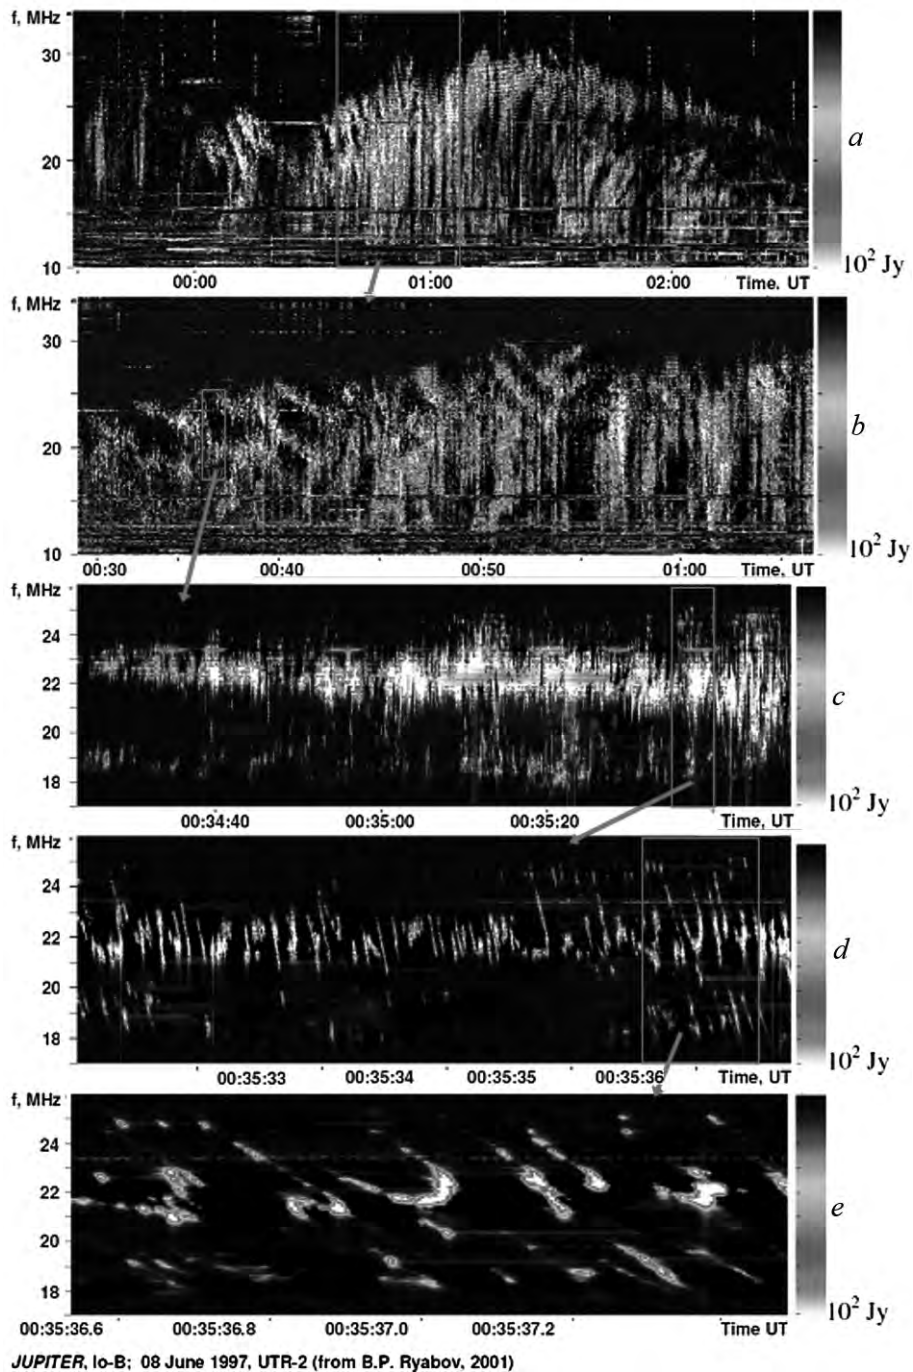 f, MHz
30
20
10
a
10² Jy
00:00 01:00 02:00 Time, UT
f, MHz
30
20
10
b
10² Jy
00:30 00:40 00:50 01:00 Time, UT
f, MHz
24
22
20
18
c
10² Jy
00:34:40 00:35:00 00:35:20 Time, UT
f, MHz
24
22
20
18
d
10² Jy
00:35:33 00:35:34 00:35:35 00:35:36 Time, UT
f, MHz
24
22
20
18
e
10² Jy
00:35:36.6 00:35:36.8 00:35:37.0 00:35:37.2 Time UT
JUPITER, Io-B; 08 June 1997, UTR-2 (from B.P. Ryabov, 2001)